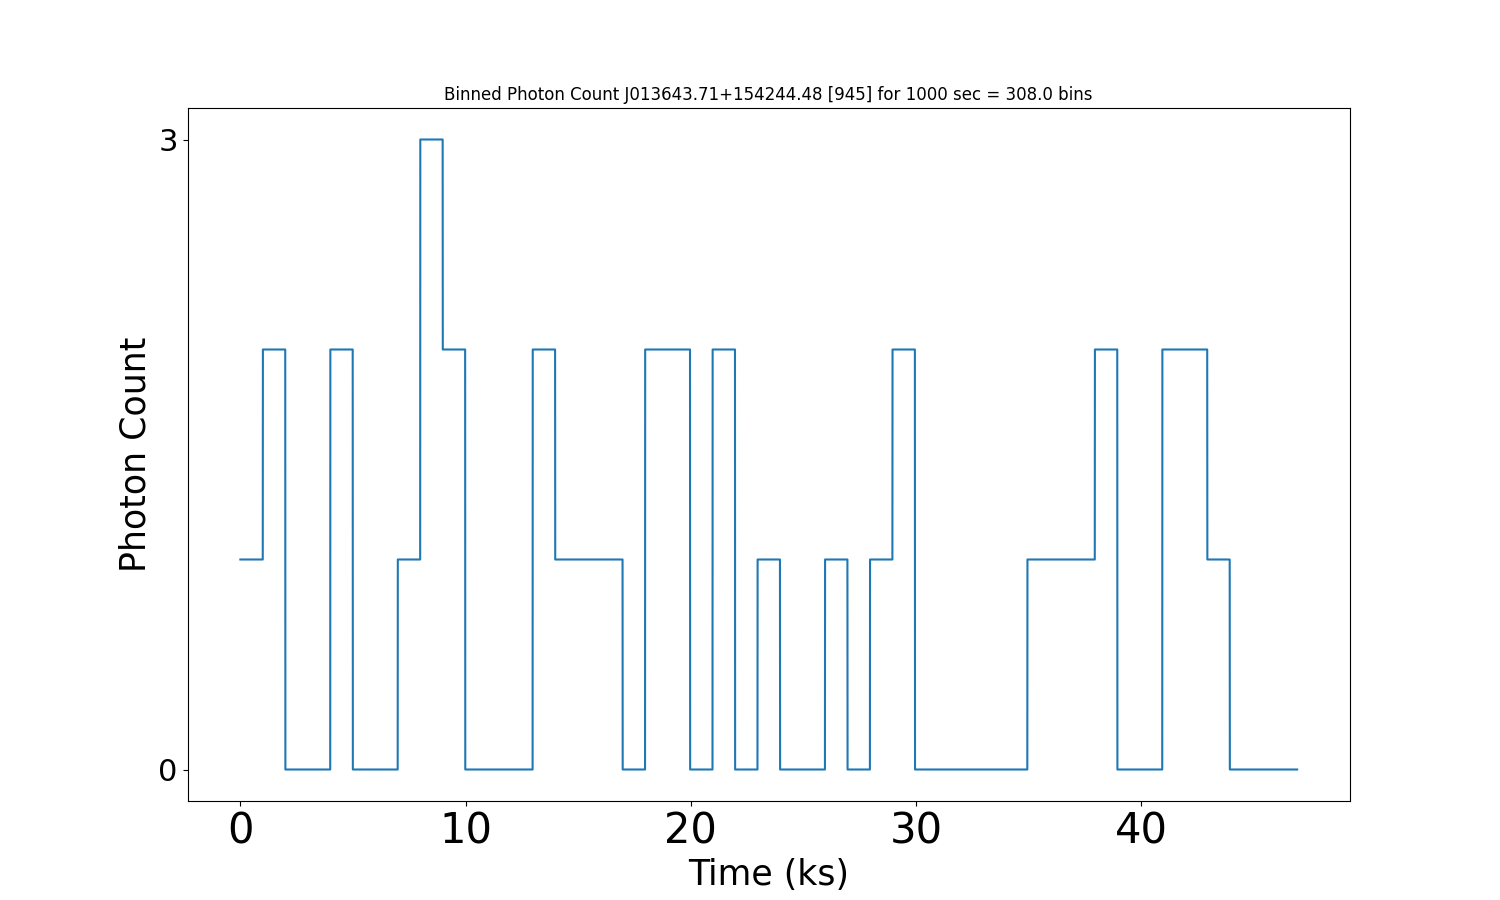 Binned Photon Count J013643.71+154244.48 [945] for 1000 sec = 308.0 bins
3
0
Photon Count
0 10 20 30 40
Time (ks)